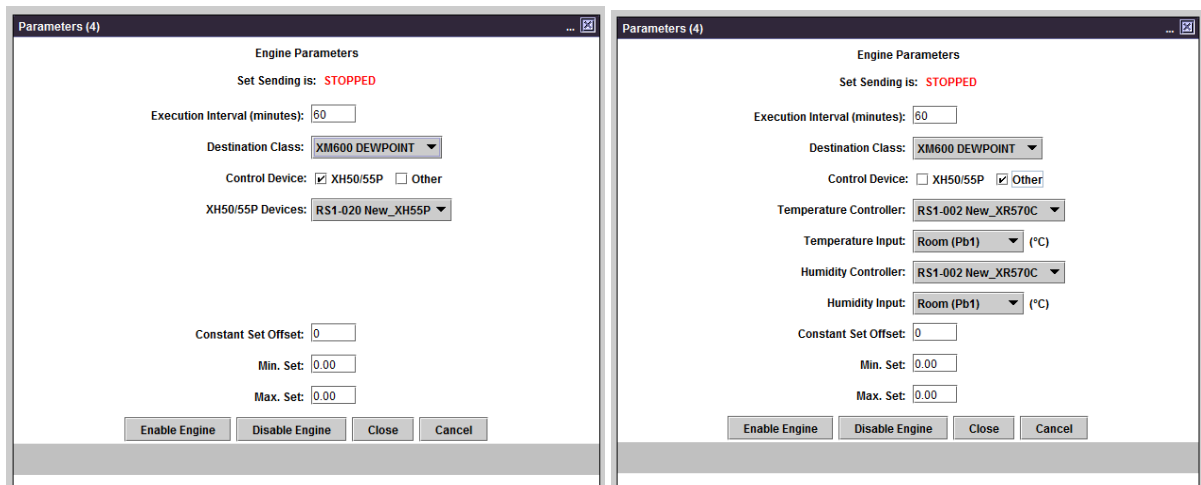 Parameters (4) ...
Engine Parameters
Set Sending is: STOPPED
Execution Interval (minutes): 60
Destination Class: XM600 DEWPOINT
Control Device: XH50/55P Other
XH50/55P Devices: RS1-020 New_XH55P
Constant Set Offset: 0
Min. Set: 0.00
Max. Set: 0.00
Enable Engine Disable Engine Close Cancel
Parameters (4) ...
Engine Parameters
Set Sending is: STOPPED
Execution Interval (minutes): 60
Destination Class: XM600 DEWPOINT
Control Device: XH50/55P Other
Temperature Controller: RS1-002 New_XR570C
Temperature Input: Room (Pb1) (°C)
Humidity Controller: RS1-002 New_XR570C
Humidity Input: Room (Pb1) (°C)
Constant Set Offset: 0
Min. Set: 0.00
Max. Set: 0.00
Enable Engine Disable Engine Close Cancel